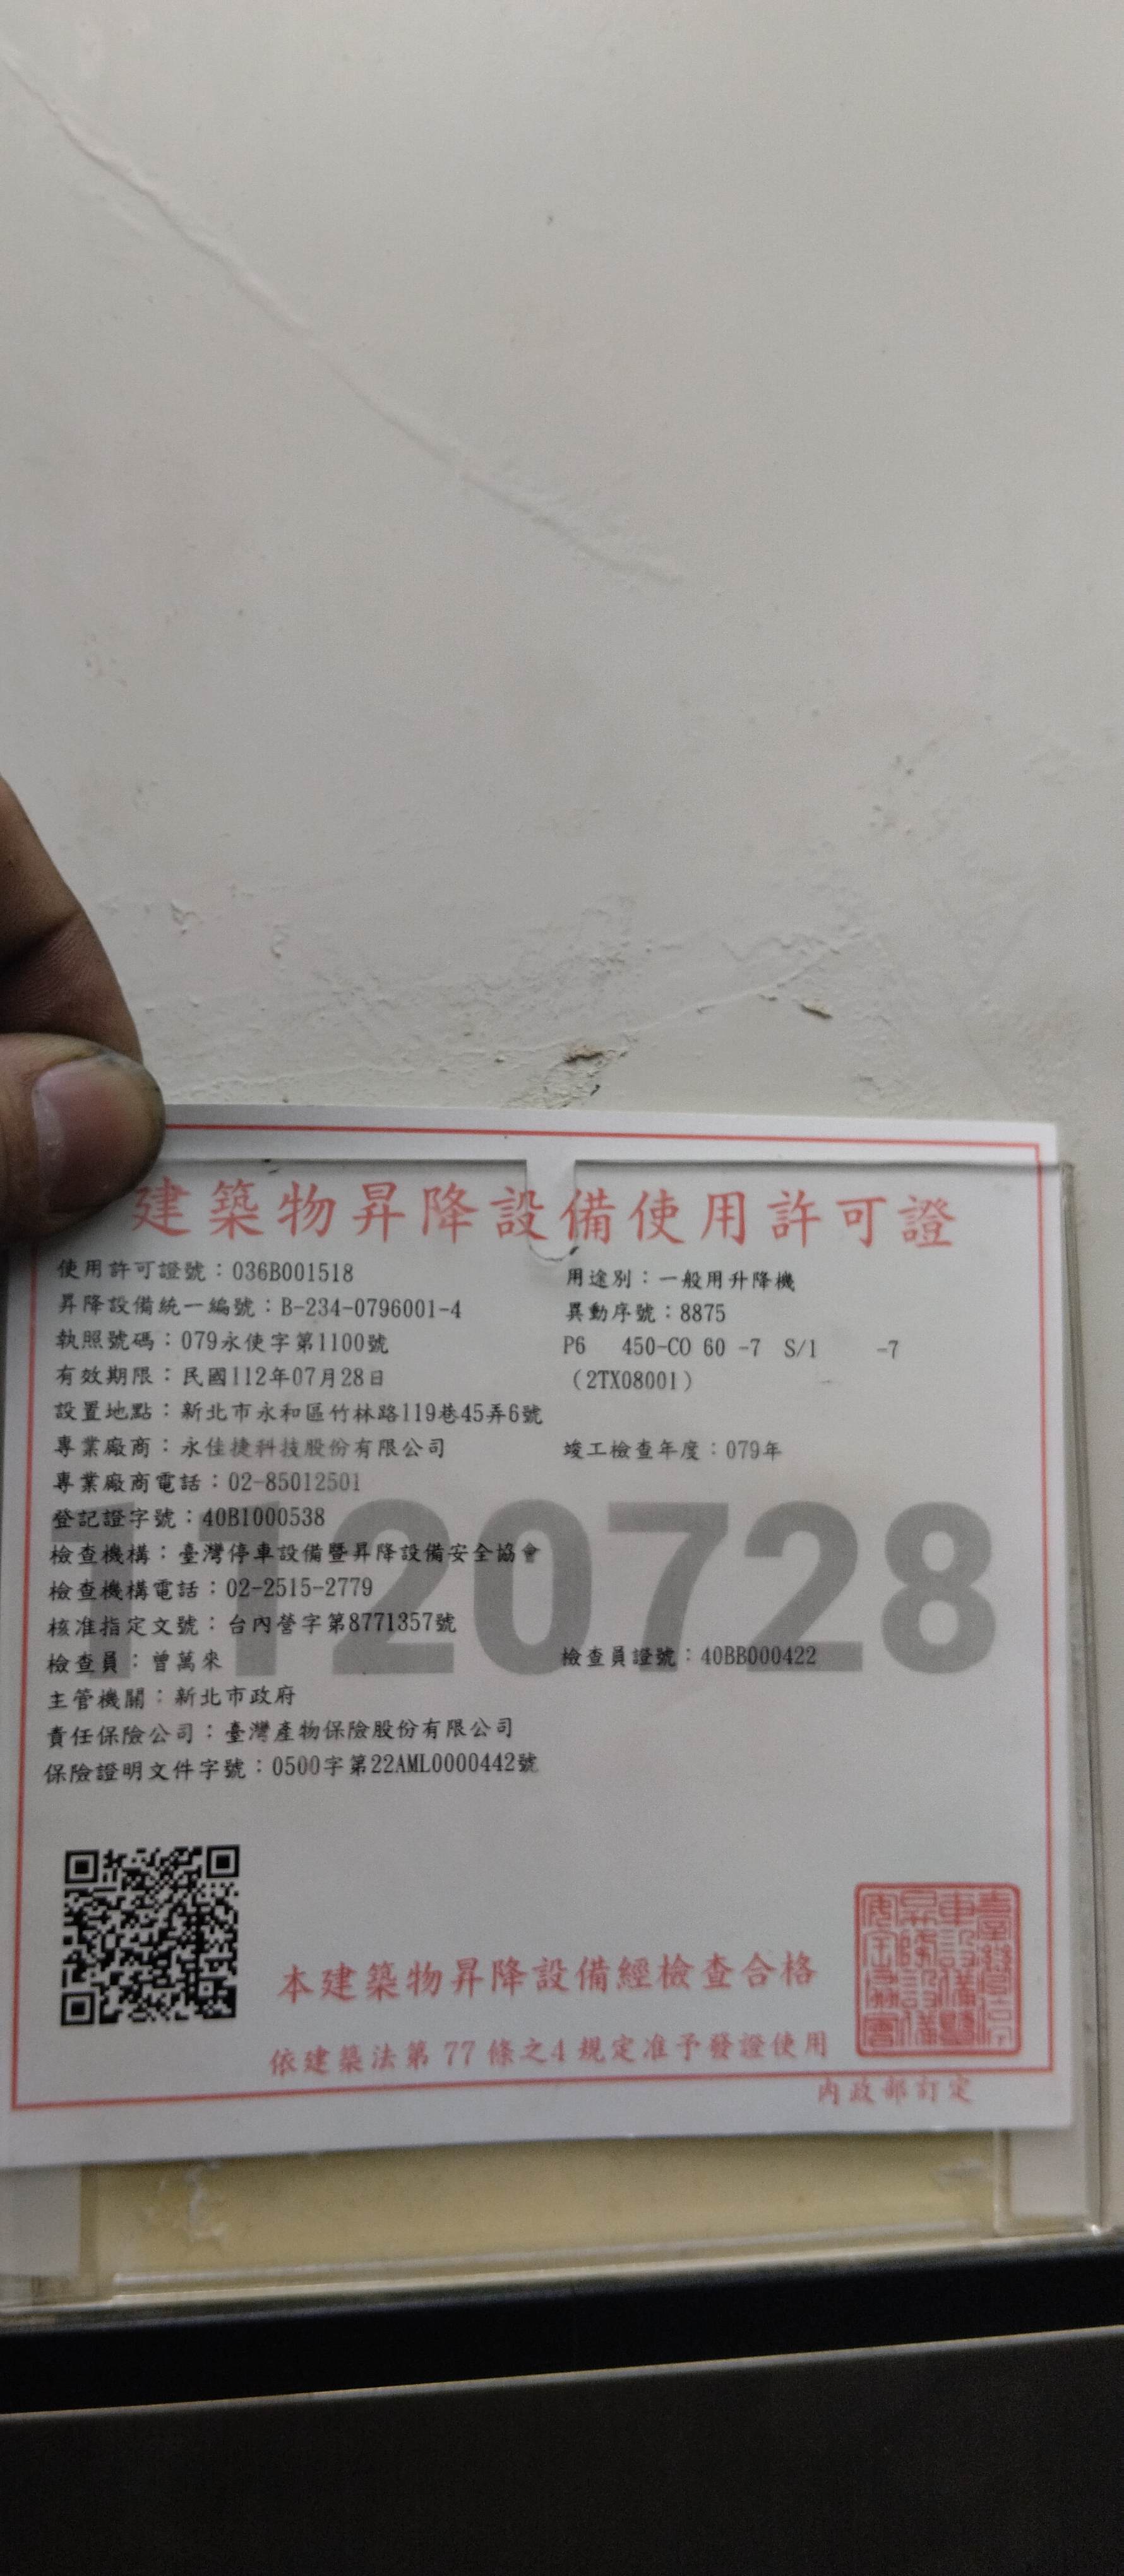 建築物昇降設備使用許可證
使用許可證號：036B001518
用途別：一般用升降機
昇降設備統一編號：B-234-0796001-4
異動序號：8875
執照號碼：079永使字第1100號
P6 450-CO 60 -7 S/1 -7
有效期限：民國112年07月28日
（2TX08001）
設置地點：新北市永和區竹林路119巷45弄6號
專業廠商：永佳捷科技股份有限公司
竣工檢查年度：079年
專業廠商電話：02-85012501
登記證字號：40B1000538
1120728
檢查機構：臺灣停車設備暨昇降設備安全協會
檢查機構電話：02-2515-2779
核准指定文號：台內營字第8771357號
檢查員：曾萬來
檢查員證號：40BB000422
主管機關：新北市政府
責任保險公司：臺灣產物保險股份有限公司
保險證明文件字號：0500字第22AML0000442號
本建築物昇降設備經檢查合格
依建築法第 77 條之4 規定准予發證使用
內政部訂定